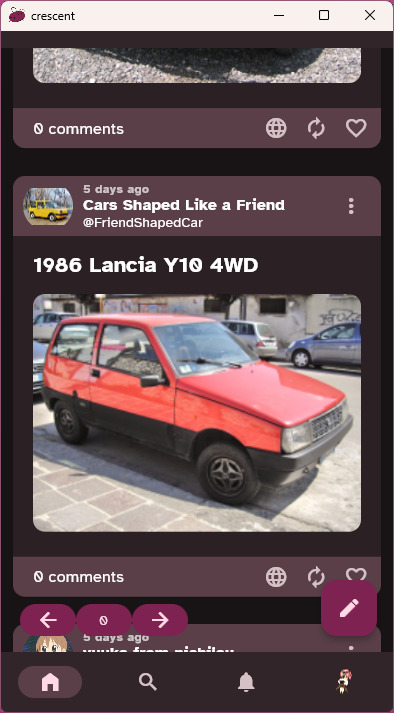 crescent
0 comments
5 days ago
Cars Shaped Like a Friend
@FriendShapedCar
1986 Lancia Y10 4WD
0 comments
0
5 days ago